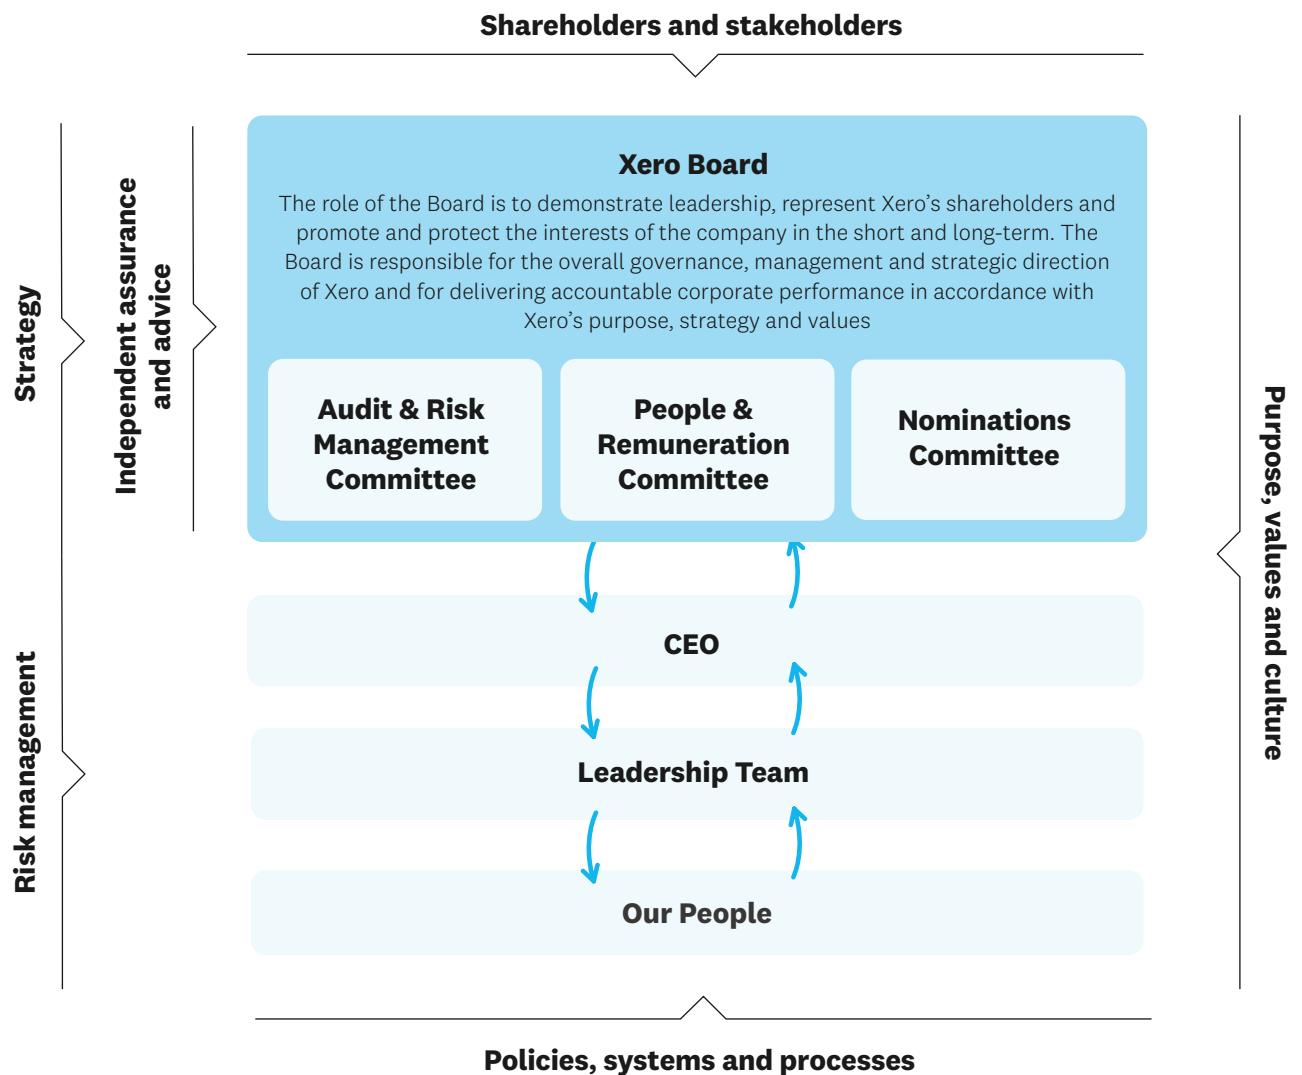 Shareholders and stakeholders
Strategy
Risk management
Independent assurance
and advice
Xero Board
The role of the Board is to demonstrate leadership, represent Xero’s shareholders and
promote and protect the interests of the company in the short and long-term. The
Board is responsible for the overall governance, management and strategic direction
of Xero and for delivering accountable corporate performance in accordance with
Xero’s purpose, strategy and values
Audit & Risk
Management
Committee
People &
Remuneration
Committee
Nominations
Committee
CEO
Leadership Team
Our People
Purpose, values and culture
Policies, systems and processes